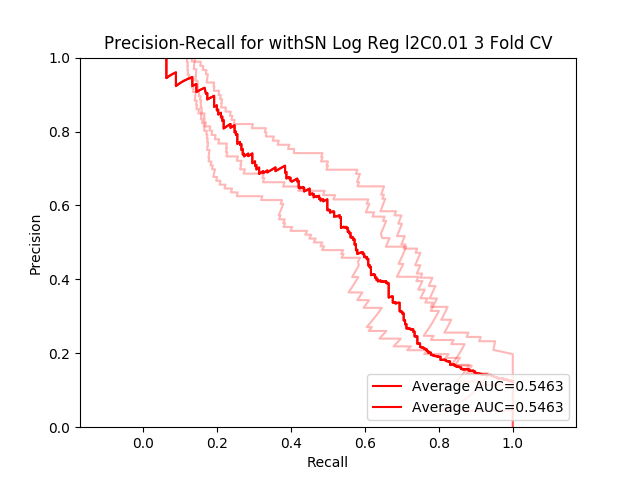 Precision-Recall for withSN Log Reg l2C0.01 3 Fold CV
1.0
0.8
0.6
0.4
0.2
0.0
Precision
0.0 0.2 0.4 0.6 0.8 1.0
Recall
Average AUC=0.5463
Average AUC=0.5463